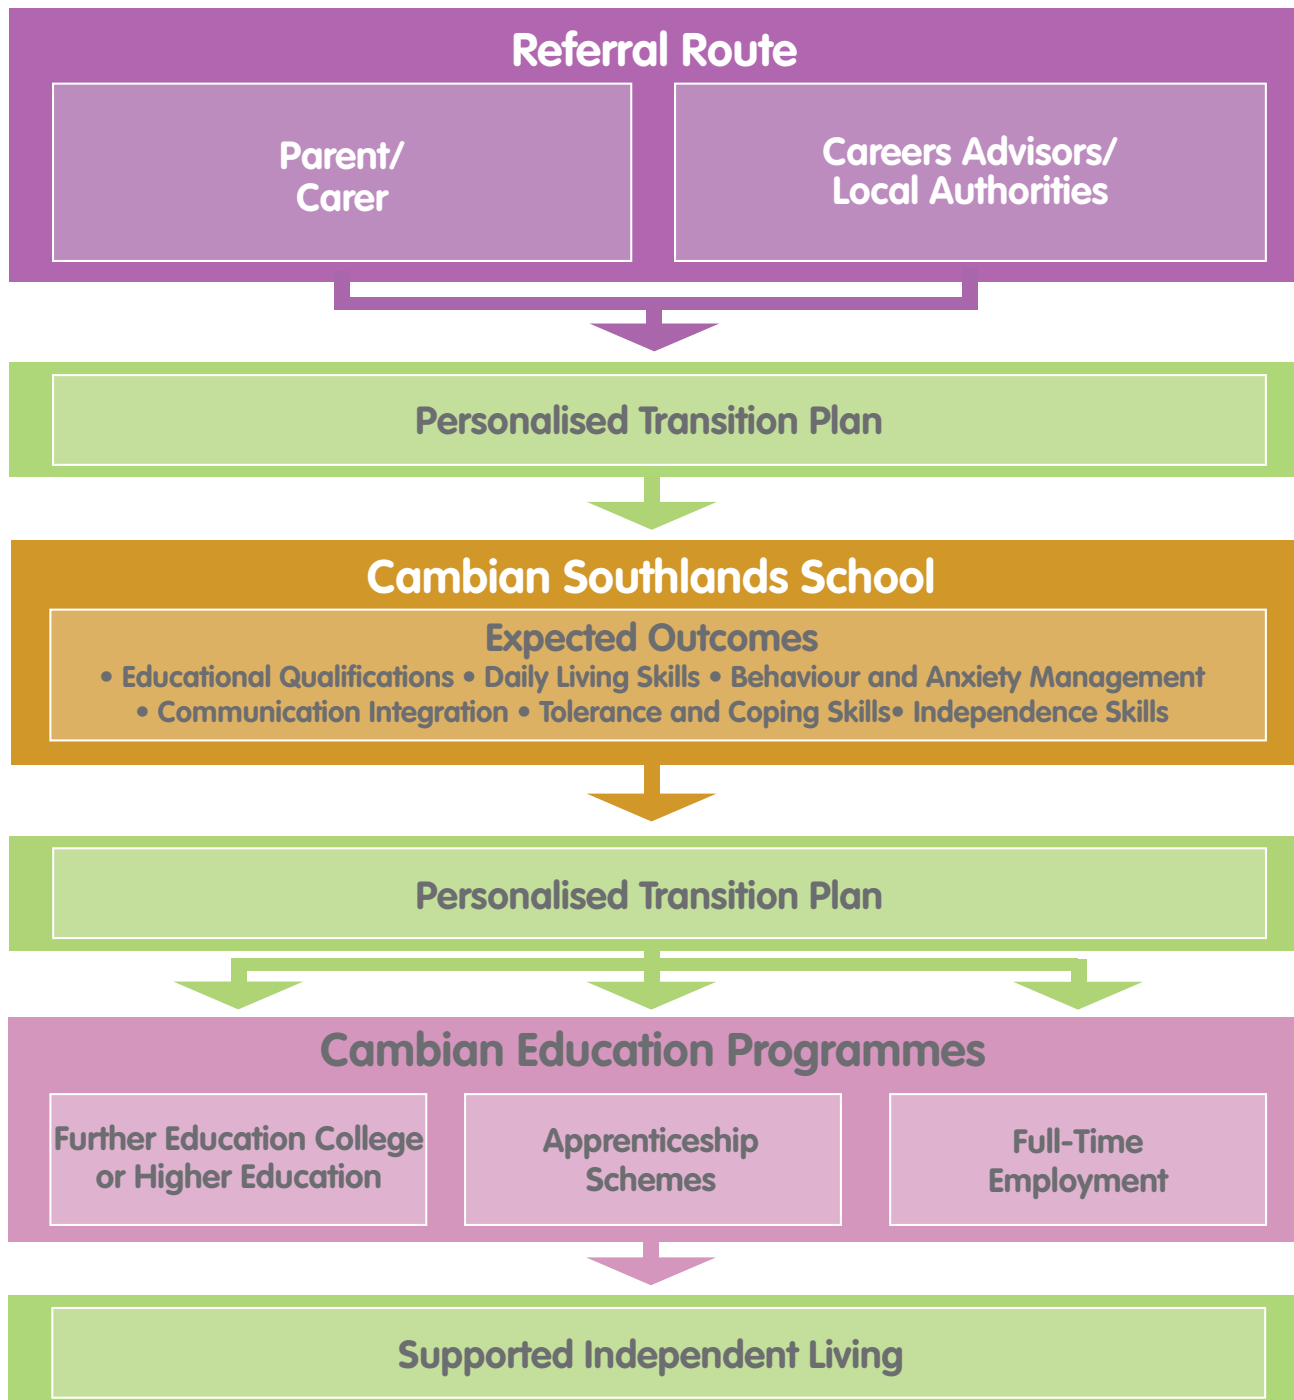 Referral Route
Parent/
Carer
Careers Advisors/
Local Authorities
Personalised Transition Plan
Cambian Southlands School
Expected Outcomes
• Educational Qualifications • Daily Living Skills • Behaviour and Anxiety Management
• Communication Integration • Tolerance and Coping Skills• Independence Skills
Personalised Transition Plan
Cambian Education Programmes
Further Education College
or Higher Education
Apprenticeship
Schemes
Full-Time
Employment
Supported Independent Living